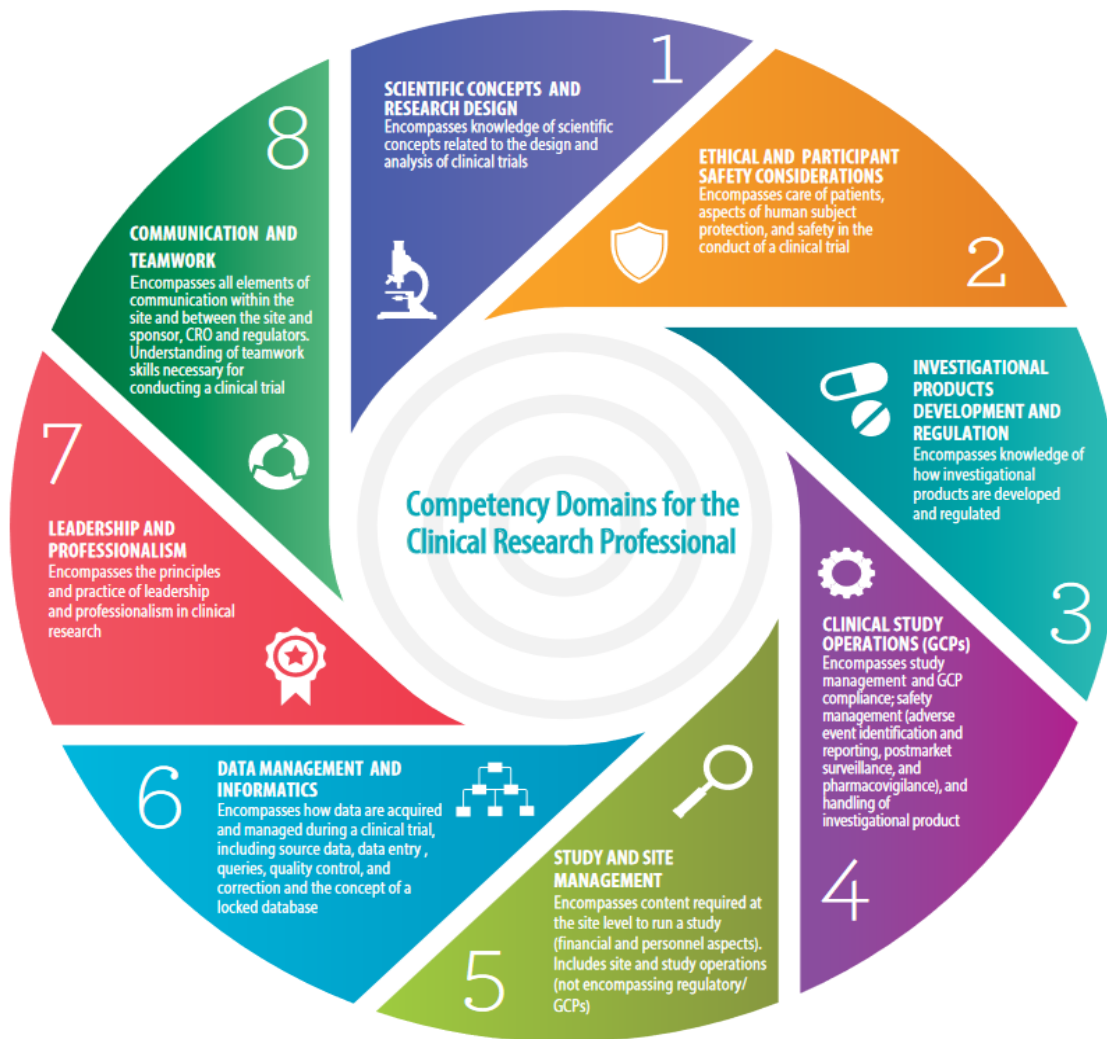 Competency Domains for the
Clinical Research Professional
1
SCIENTIFIC CONCEPTS AND
RESEARCH DESIGN
Encompasses knowledge of scientific
concepts related to the design and
analysis of clinical trials
2
ETHICAL AND PARTICIPANT
SAFETY CONSIDERATIONS
Encompasses care of patients,
aspects of human subject
protection, and safety in the
conduct of a clinical trial
3
INVESTIGATIONAL
PRODUCTS
DEVELOPMENT AND
REGULATION
Encompasses knowledge of
how investigational
products are developed
and regulated
4
CLINICAL STUDY
OPERATIONS (GCPs)
Encompasses study
management and GCP
compliance; safety
management (adverse
event identification and
reporting, postmarket
surveillance, and
pharmacovigilance), and
handling of
investigational product
5
STUDY AND SITE
MANAGEMENT
Encompasses content required at
the site level to run a study
(financial and personnel aspects).
Includes site and study operations
(not encompassing regulatory/
GCPs)
6
DATA MANAGEMENT AND
INFORMATICS
Encompasses how data are acquired
and managed during a clinical trial,
including source data, data entry ,
queries, quality control, and
correction and the concept of a
locked database
7
LEADERSHIP AND
PROFESSIONALISM
Encompasses the principles
and practice of leadership
and professionalism in clinical
research
8
COMMUNICATION AND
TEAMWORK
Encompasses all elements of
communication within the
site and between the site and
sponsor, CRO and regulators.
Understanding of teamwork
skills necessary for
conducting a clinical trial